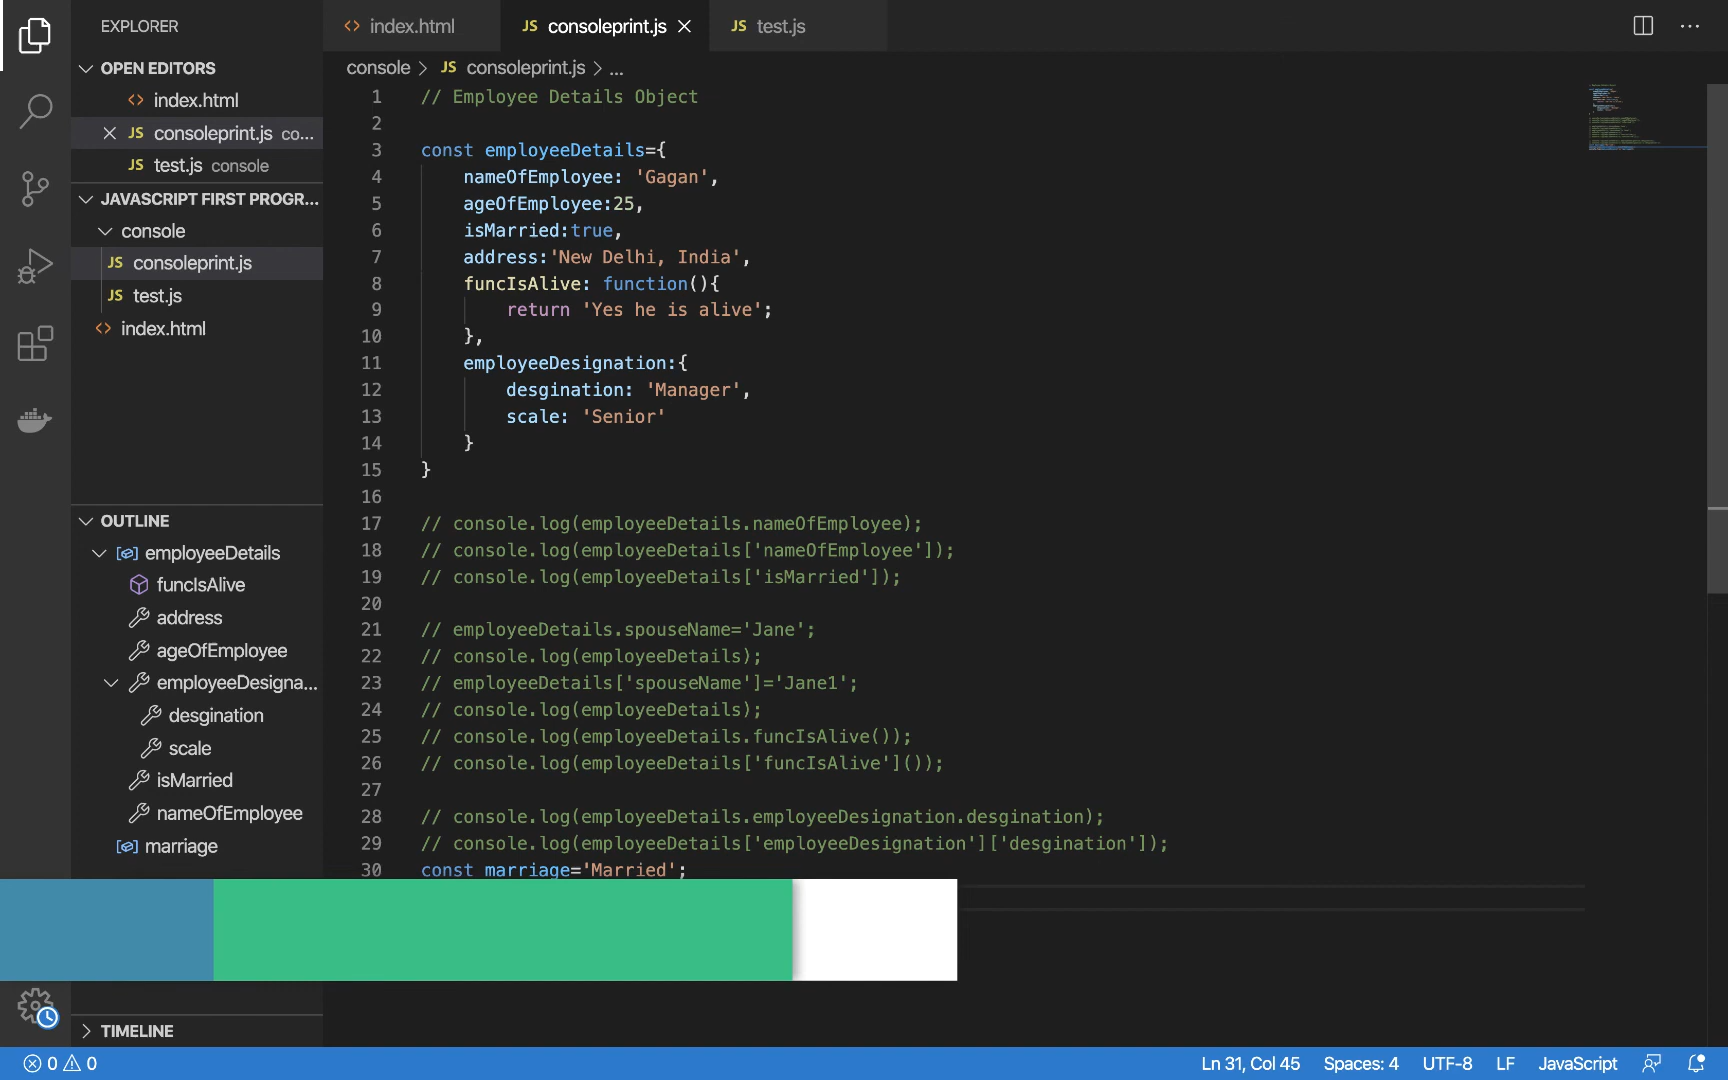 EXPLORER
OPEN EDITORS
index.html
consoleprint.js co...
test.js console
JAVASCRIPT FIRST PROGR...
console
JS consoleprint.js
JS test.js
index.html
OUTLINE
employeeDetails
funcIsAlive
address
ageOfEmployee
employeeDesigna...
desgination
scale
isMarried
nameOfEmployee
marriage
TIMELINE
index.html JS consoleprint.js JS test.js
console > JS consoleprint.js > ...
1 // Employee Details Object
2
3 const employeeDetails={
4 nameOfEmployee: 'Gagan',
5 ageOfEmployee:25,
6 isMarried:true,
7 address:'New Delhi, India',
8 funcIsAlive: function(){
9 return 'Yes he is alive';
10 },
11 employeeDesignation:{
12 desgination: 'Manager',
13 scale: 'Senior'
14 }
15 }
16
17 // console.log(employeeDetails.nameOfEmployee);
18 // console.log(employeeDetails['nameOfEmployee']);
19 // console.log(employeeDetails['isMarried']);
20
21 // employeeDetails.spouseName='Jane';
22 // console.log(employeeDetails);
23 // employeeDetails['spouseName']='Jane1';
24 // console.log(employeeDetails);
25 // console.log(employeeDetails.funcIsAlive());
26 // console.log(employeeDetails['funcIsAlive']());
27
28 // console.log(employeeDetails.employeeDesignation.desgination);
29 // console.log(employeeDetails['employeeDesignation']['desgination']);
30 const marriage='Married';
0 0 Ln 31, Col 45 Spaces: 4 UTF-8 LF JavaScript